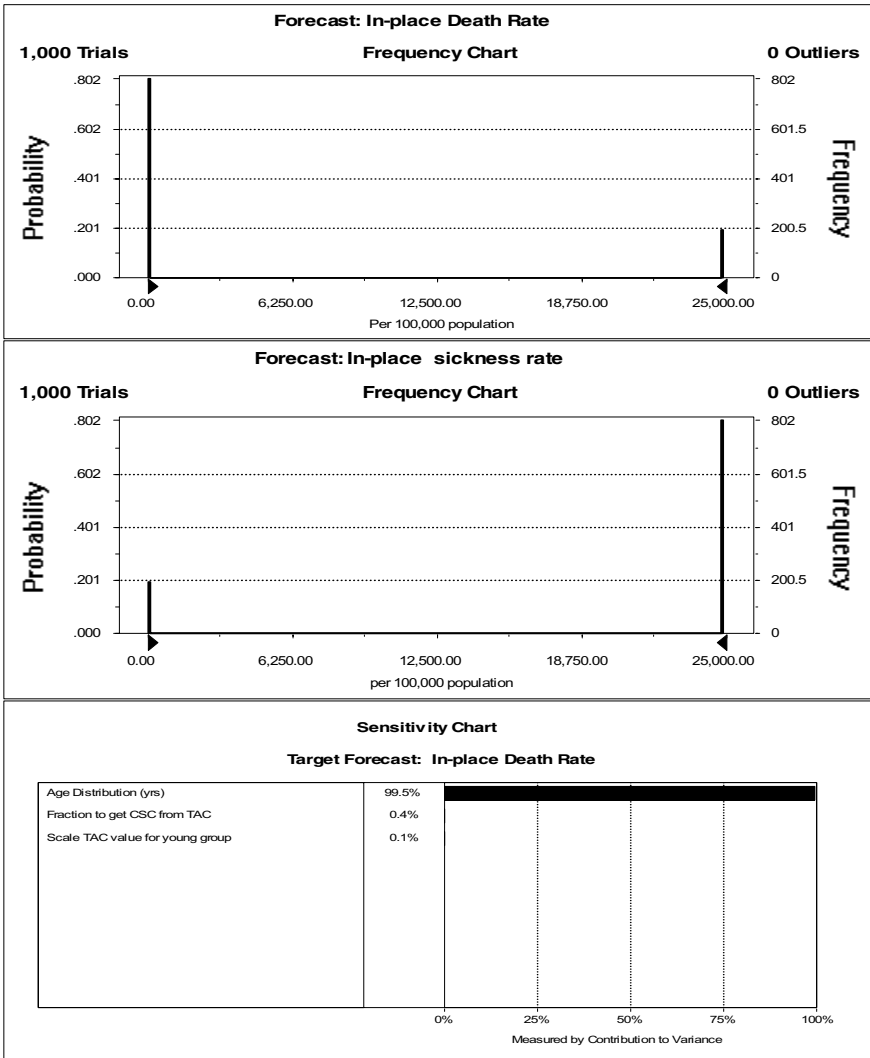 Forecast: In-place Death Rate
1,000 Trials Frequency Chart 0 Outliers
Probability
.802
.602
.401
.201
.000
802
601.5
401
200.5
0
Frequency
0.00 6,250.00 12,500.00 18,750.00 25,000.00
Per 100,000 population
Forecast: In-place sickness rate
1,000 Trials Frequency Chart 0 Outliers
Probability
.802
.602
.401
.201
.000
802
601.5
401
200.5
0
Frequency
0.00 6,250.00 12,500.00 18,750.00 25,000.00
per 100,000 population
Sensitivity Chart
Target Forecast: In-place Death Rate
Age Distribution (yrs) 99.5%
Fraction to get CSC from TAC 0.4%
Scale TAC value for young group 0.1%
0% 25% 50% 75% 100%
Measured by Contribution to Variance